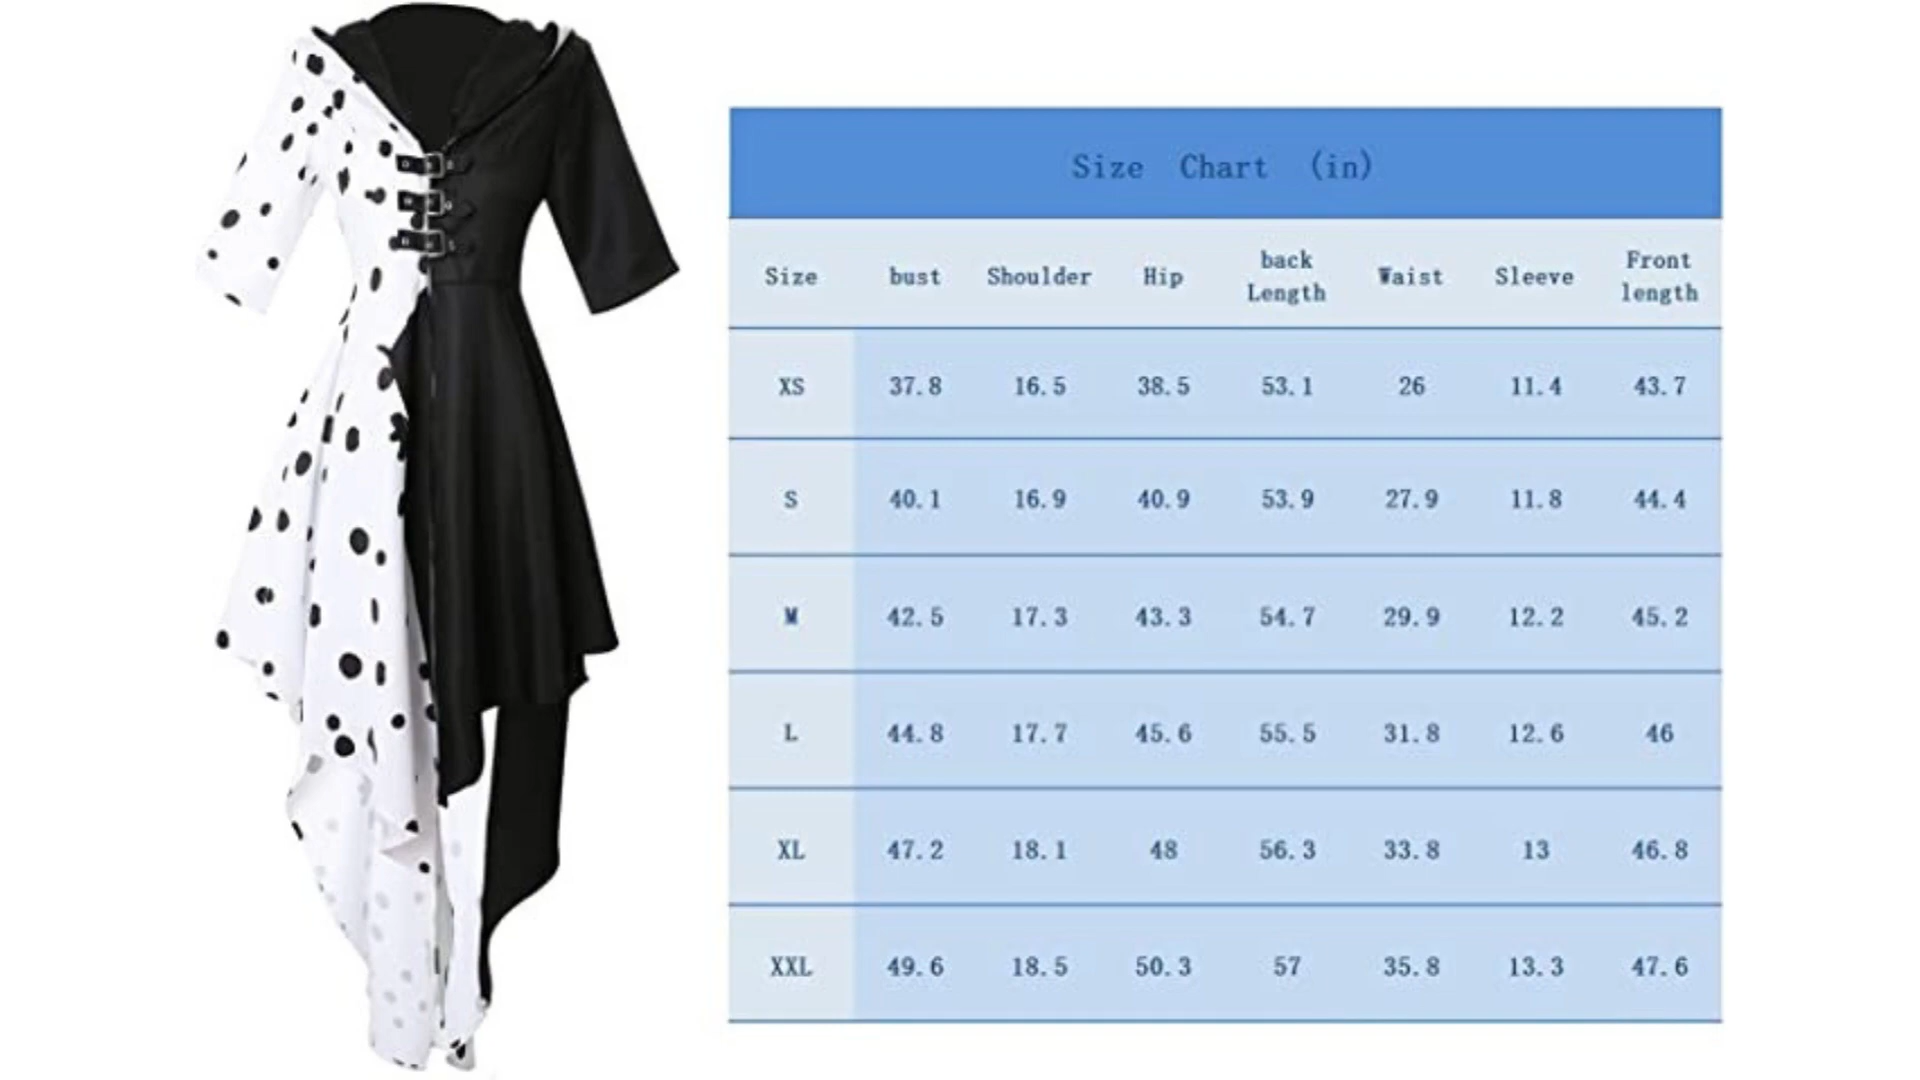 Size Chart (in)
Size bust Shoulder Hip back Length Waist Sleeve Front length
XS 37.8 16.5 38.5 53.1 26 11.4 43.7
S 40.1 16.9 40.9 53.9 27.9 11.8 44.4
M 42.5 17.3 43.3 54.7 29.9 12.2 45.2
L 44.8 17.7 45.6 55.5 31.8 12.6 46
XL 47.2 18.1 48 56.3 33.8 13 46.8
XXL 49.6 18.5 50.3 57 35.8 13.3 47.6